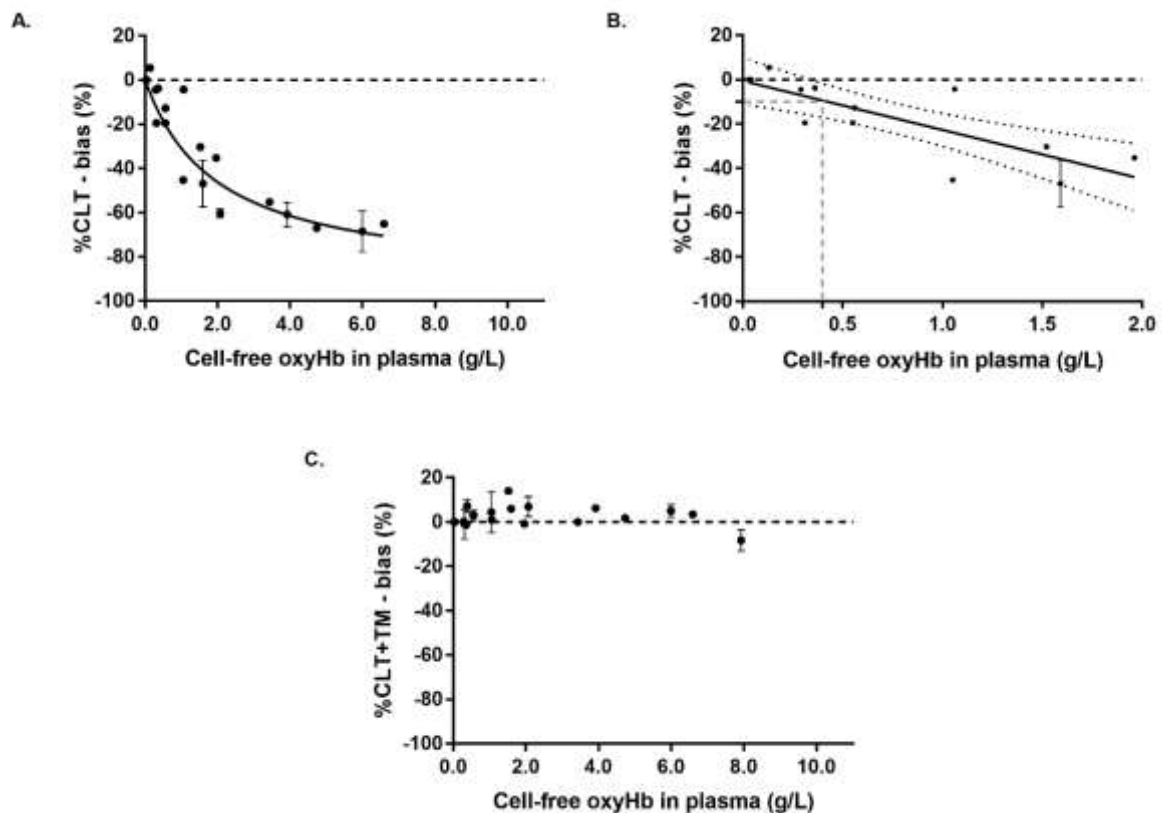 A.
%CLT - bias (%)
20
0
-20
-40
-60
-80
-100
0.0 2.0 4.0 6.0 8.0 10.0
Cell-free oxyHb in plasma (g/L)
B.
%CLT - bias (%)
20
0
-20
-40
-60
-80
-100
0.0 0.5 1.0 1.5 2.0
Cell-free oxyHb in plasma (g/L)
C.
%CLT+TM - bias (%)
20
0
-20
-40
-60
-80
-100
0.0 2.0 4.0 6.0 8.0 10.0
Cell-free oxyHb in plasma (g/L)